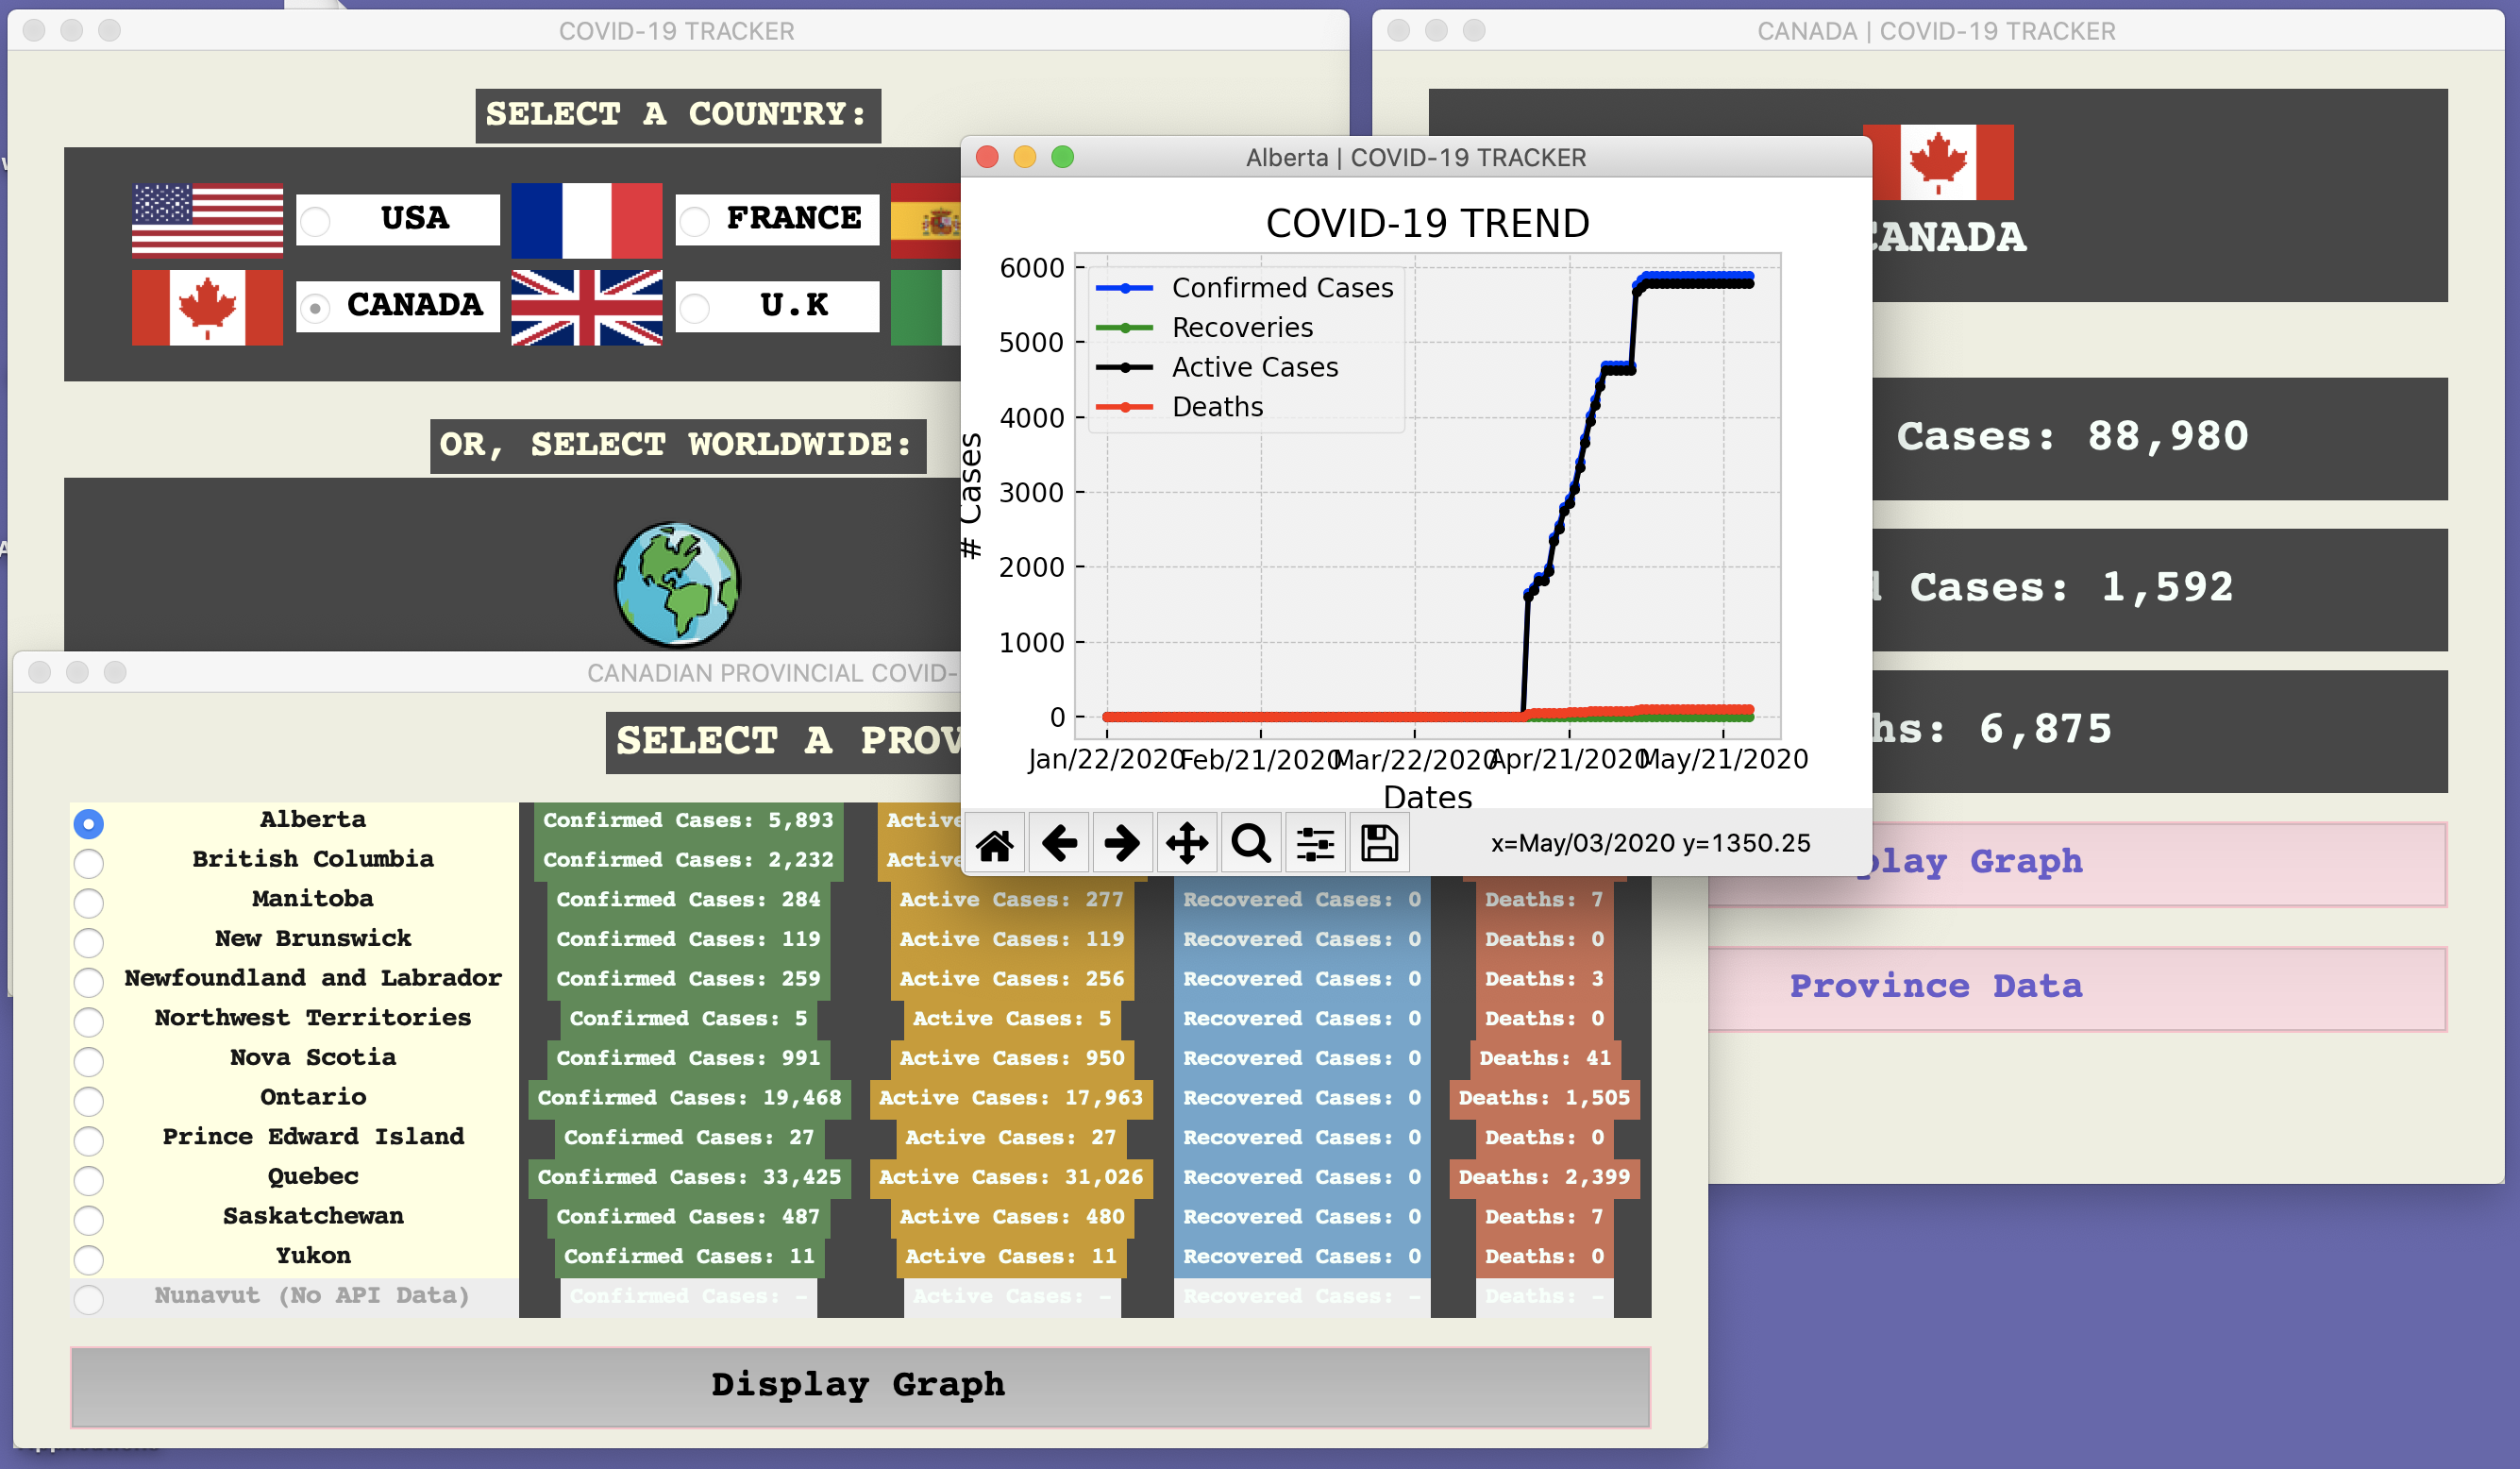 COVID-19 TRACKER
SELECT A COUNTRY:
USA
FRANCE
CANADA
U.K
OR, SELECT WORLDWIDE:
CANADA | COVID-19 TRACKER
CANADA
Cases: 88,980
Cases: 1,592
6,875
Graph
Province Data
Alberta | COVID-19 TRACKER
COVID-19 TREND
Confirmed Cases
Recoveries
Active Cases
Deaths
6000
5000
4000
3000
2000
1000
0
# Cases
Jan/22/2020 Feb/21/2020 Mar/22/2020 Apr/21/2020 May/21/2020
Dates
x=May/03/2020 y=1350.25
CANADIAN PROVINCIAL COVID-
SELECT A PROV
Alberta Confirmed Cases: 5,893 Active
British Columbia Confirmed Cases: 2,232 Active
Manitoba Confirmed Cases: 284 Active Cases: 277 Recovered Cases: 0 Deaths: 7
New Brunswick Confirmed Cases: 119 Active Cases: 119 Recovered Cases: 0 Deaths: 0
Newfoundland and Labrador Confirmed Cases: 259 Active Cases: 256 Recovered Cases: 0 Deaths: 3
Northwest Territories Confirmed Cases: 5 Active Cases: 5 Recovered Cases: 0 Deaths: 0
Nova Scotia Confirmed Cases: 991 Active Cases: 950 Recovered Cases: 0 Deaths: 41
Ontario Confirmed Cases: 19,468 Active Cases: 17,963 Recovered Cases: 0 Deaths: 1,505
Prince Edward Island Confirmed Cases: 27 Active Cases: 27 Recovered Cases: 0 Deaths: 0
Quebec Confirmed Cases: 33,425 Active Cases: 31,026 Recovered Cases: 0 Deaths: 2,399
Saskatchewan Confirmed Cases: 487 Active Cases: 480 Recovered Cases: 0 Deaths: 7
Yukon Confirmed Cases: 11 Active Cases: 11 Recovered Cases: 0 Deaths: 0
Nunavut (No API Data) Confirmed Cases: - Active Cases: - Recovered Cases: - Deaths: -
Display Graph